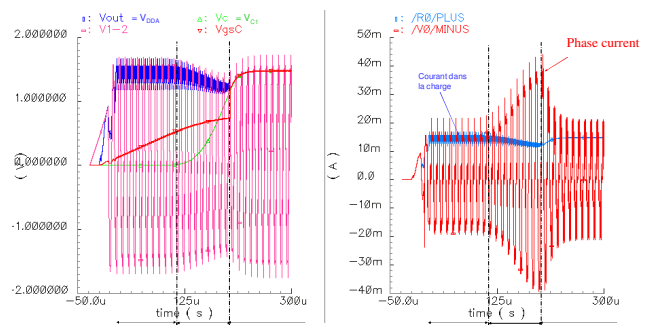 Vout = VDDA
Vc = VCt
V1-2
VgsC
2.000000
1.000000
0.000000
-1.000000
-2.000000
( V )
-50.0u
125u
300u
time ( s )
/R0/PLUS
/V0/MINUS
Phase current
Courant dans
la charge
50m
40m
30m
20m
10m
0.0
-10m
-20m
-30m
-40m
( A )
-50.0u
125u
300u
time ( s )